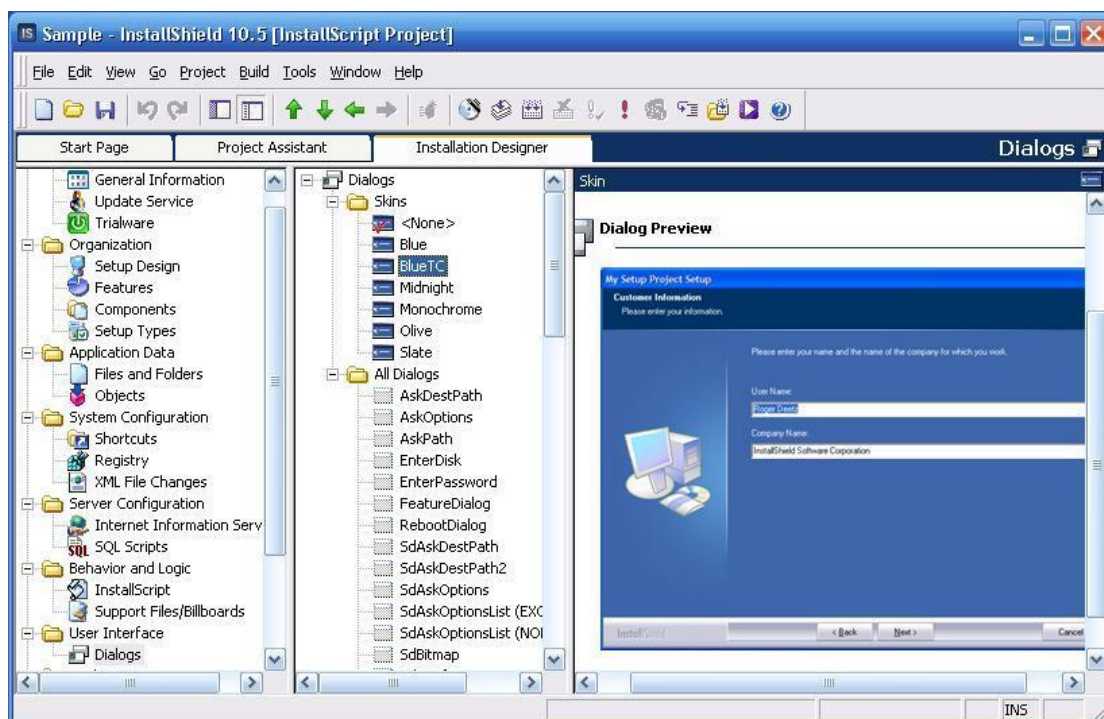 Sample - InstallShield 10.5 [InstallScript Project]
File Edit View Go Project Build Tools Window Help
Start Page
Project Assistant
Installation Designer
Dialogs
General Information
Update Service
Trialware
Organization
Setup Design
Features
Components
Setup Types
Application Data
Files and Folders
Objects
System Configuration
Shortcuts
Registry
XML File Changes
Server Configuration
Internet Information Serv
SQL Scripts
Behavior and Logic
InstallScript
Support Files/Billboards
User Interface
Dialogs
Dialogs
Skins
<None>
Blue
BlueTC
Midnight
Monochrome
Olive
Slate
All Dialogs
AskDestPath
AskOptions
AskPath
EnterDisk
EnterPassword
FeatureDialog
RebootDialog
SdAskDestPath
SdAskDestPath2
SdAskOptions
SdAskOptionsList (EXC
SdAskOptionsList (NOI
SdBitmap
Skin
Dialog Preview
My Setup Project Setup
Customer Information
Please enter your information.
Please enter your name and the name of the company for which you work.
User Name:
Roger Deetz
Company Name:
InstallShield Software Corporation
InstallShield
< Back
Next >
Cancel
INS